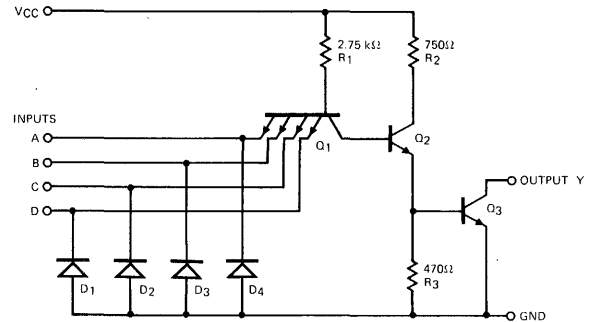 VCC
2.75 kΩ
R1
750Ω
R2
INPUTS
A
B
C
D
Q1
Q2
OUTPUT Y
Q3
D1
D2
D3
D4
470Ω
R3
GND